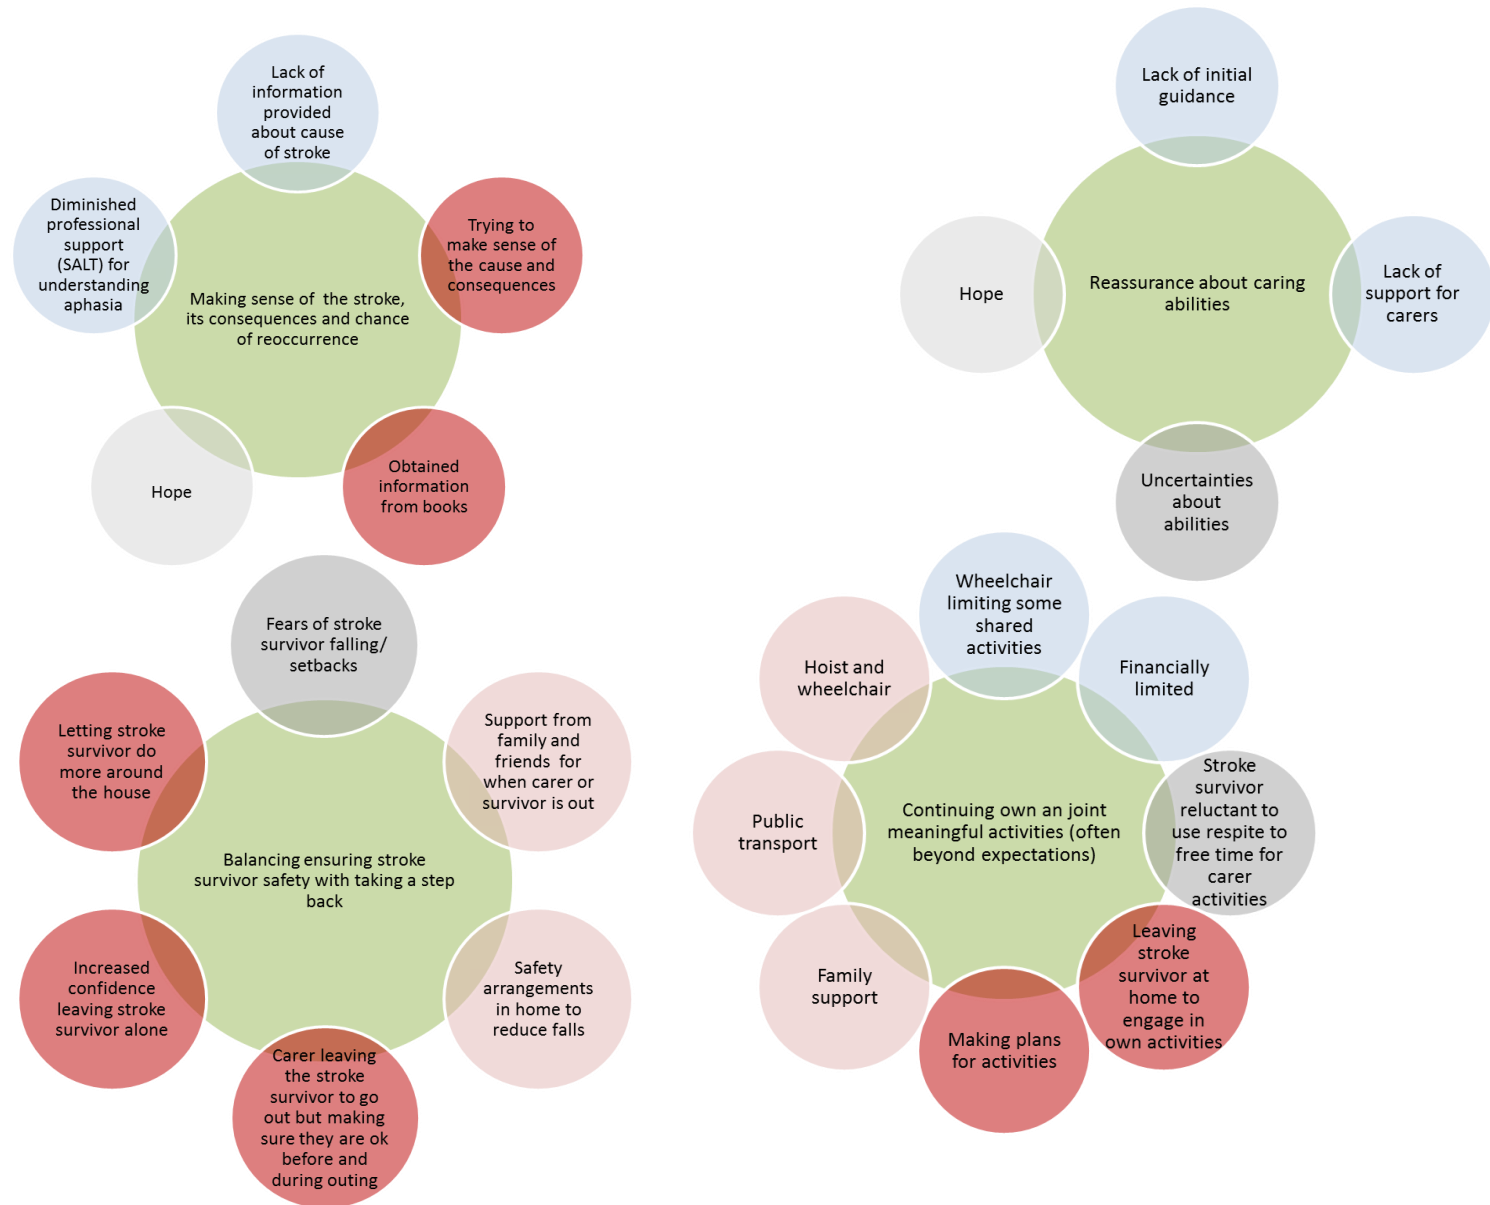 Lack of
information
provided
about cause
of stroke
Diminished
professional
support
(SALT) for
understanding
aphasia
Trying to
make sense of
the cause and
consequences
Making sense of the stroke,
its consequences and chance
of reoccurrence
Hope
Obtained
information
from books
Lack of initial
guidance
Hope
Reassurance about caring
abilities
Lack of
support for
carers
Uncertainties
about
abilities
Fears of stroke
survivor falling/
setbacks
Letting stroke
survivor do
more around
the house
Support from
family and
friends for
when carer or
survivor is out
Balancing ensuring stroke
survivor safety with taking a step
back
Increased
confidence
leaving stroke
survivor alone
Safety
arrangements
in home to
reduce falls
Carer leaving
the stroke
survivor to go
out but making
sure they are ok
before and
during outing
Wheelchair
limiting some
shared
activities
Hoist and
wheelchair
Financially
limited
Public
transport
Continuing own an joint
meaningful activities (often
beyond expectations)
Stroke
survivor
reluctant to
use respite to
free time for
carer
activities
Family
support
Making plans
for activities
Leaving
stroke
survivor at
home to
engage in
own activities